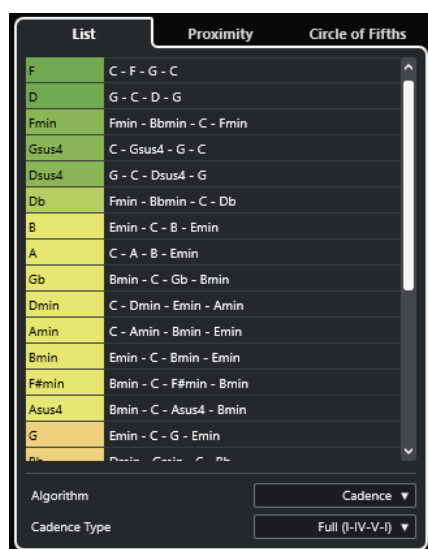 List Proximity Circle of Fifths
F C - F - G - C
D G - C - D - G
Fmin Fmin - Bbmin - C - Fmin
Gsus4 C - Gsus4 - G - C
Dsus4 G - C - Dsus4 - G
Db Fmin - Bbmin - C - Db
B Emin - C - B - Emin
A C - A - B - Emin
Gb Bmin - C - Gb - Bmin
Dmin C - Dmin - Emin - Amin
Amin C - Amin - Bmin - Emin
Bmin Emin - C - Bmin - Emin
F#min Bmin - C - F#min - Bmin
Asus4 Bmin - C - Asus4 - Bmin
G Emin - C - G - Emin
Algorithm Cadence
Cadence Type Full (I-IV-V-I)